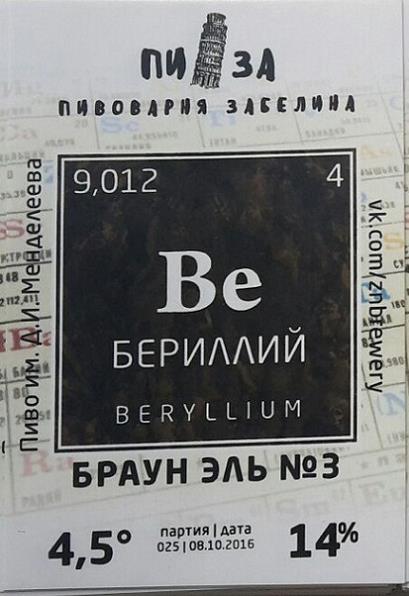 ПИ ЗА
ПИВОВАРНЯ ЗАБЕЛИНА
Пиво им. Д.И. Менделеева
9,012 4
Be
БЕРИЛЛИЙ
BERYLLIUM
vk.com/zhbrewery
БРАУН ЭЛЬ №3
4,5° партия | дата 14%
025 | 08.10.2016